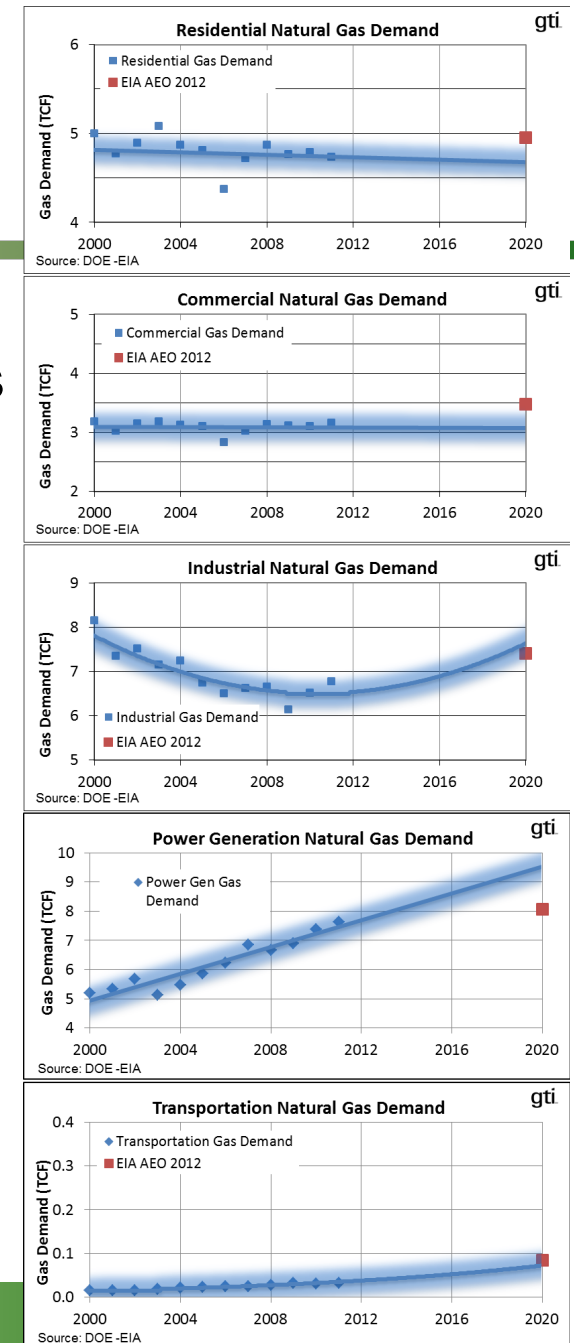 gti
Residential Natural Gas Demand
Residential Gas Demand
EIA AEO 2012
Gas Demand (TCF)
6
5
4
2000 2004 2008 2012 2016 2020
Source: DOE -EIA
gti
Commercial Natural Gas Demand
Commercial Gas Demand
EIA AEO 2012
Gas Demand (TCF)
5
4
3
2
2000 2004 2008 2012 2016 2020
Source: DOE -EIA
s
gti
Industrial Natural Gas Demand
Gas Demand (TCF)
9
8
7
6
5
Industrial Gas Demand
EIA AEO 2012
2000 2004 2008 2012 2016 2020
Source: DOE -EIA
gti
Power Generation Natural Gas Demand
Power Gen Gas
Demand
Gas Demand (TCF)
10
9
8
7
6
5
4
2000 2004 2008 2012 2016 2020
Source: DOE -EIA
gti
Transportation Natural Gas Demand
Transportation Gas Demand
EIA AEO 2012
Gas Demand (TCF)
0.4
0.3
0.2
0.1
0.0
2000 2004 2008 2012 2016 2020
Source: DOE -EIA